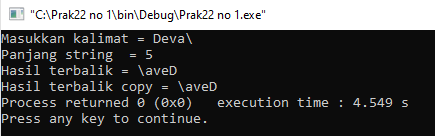 "C:\Prak22 no 1\bin\Debug\Prak22 no 1.exe"
Masukkan kalimat = Deva\
Panjang string  = 5
Hasil terbalik = \aveD
Hasil terbalik copy = \aveD
Process returned 0 (0x0)   execution time : 4.549 s
Press any key to continue.